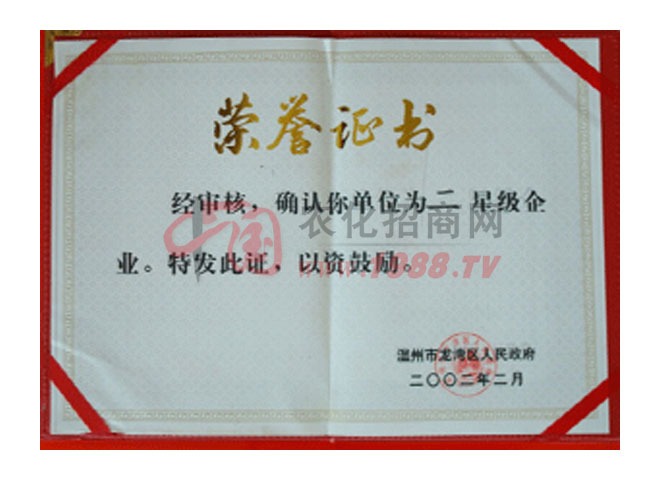 荣誉证书
经审核，确认你单位为二星级企
业。特发此证，以资鼓励。
农化招商网
1988.TV
温州市龙湾区人民政府
二〇〇二年二月